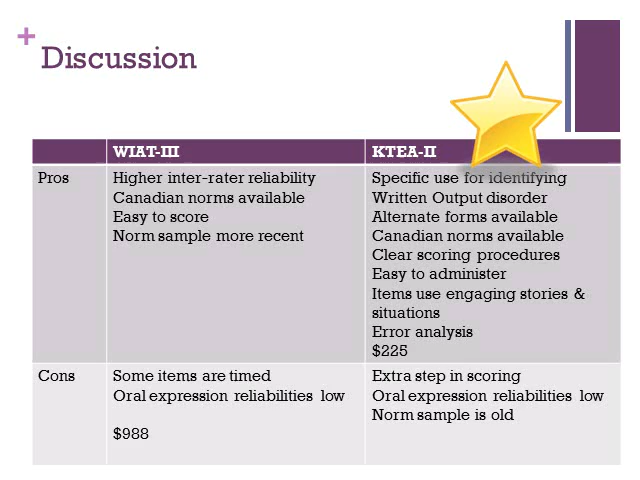 +
Discussion
WIAT-III
KTEA-II
Pros
Higher inter-rater reliability
Canadian norms available
Easy to score
Norm sample more recent
Specific use for identifying
Written Output disorder
Alternate forms available
Canadian norms available
Clear scoring procedures
Easy to administer
Items use engaging stories &
situations
Error analysis
$225
Cons
Some items are timed
Oral expression reliabilities low
$988
Extra step in scoring
Oral expression reliabilities low
Norm sample is old